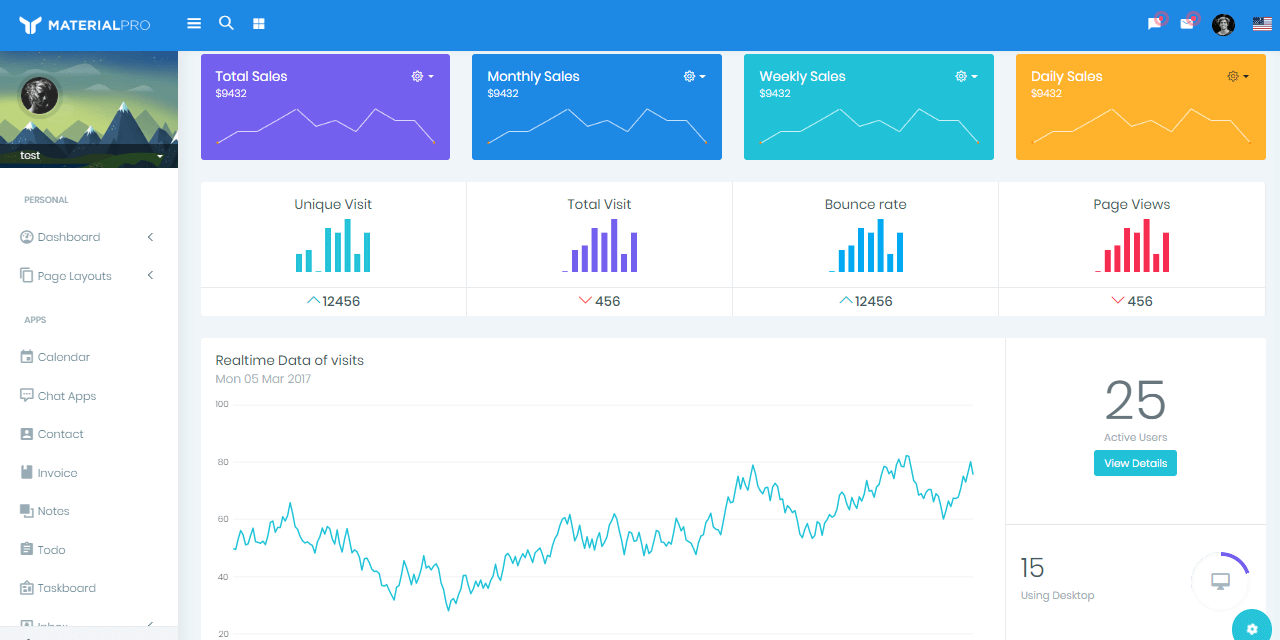 MATERIALPRO
test
PERSONAL
Dashboard
Page Layouts
APPS
Calendar
Chat Apps
Contact
Invoice
Notes
Todo
Taskboard
Inbox
Total Sales
$9432
Monthly Sales
$9432
Weekly Sales
$9432
Daily Sales
$9432
Unique Visit
12456
Total Visit
456
Bounce rate
12456
Page Views
456
Realtime Data of visits
Mon 05 Mar 2017
100
80
60
40
20
25
Active Users
View Details
15
Using Desktop